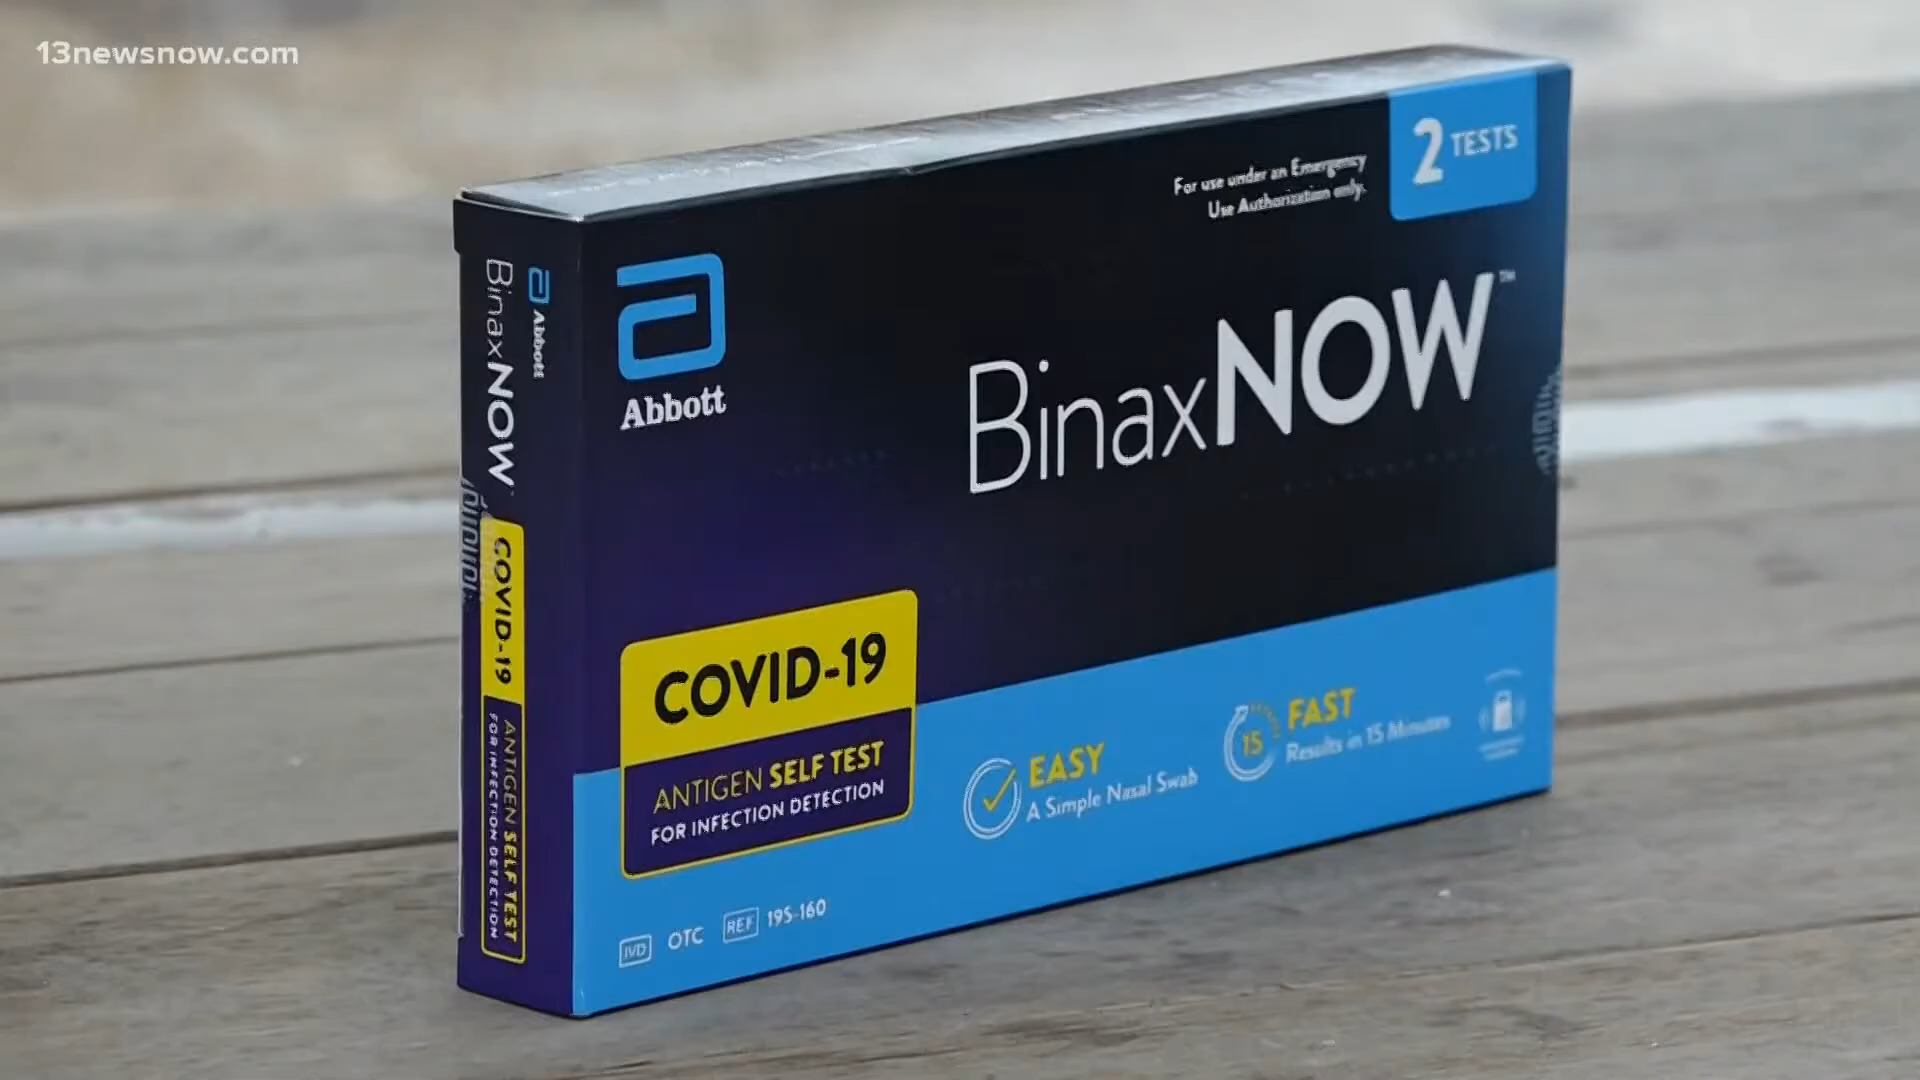 13newsnow.com
2 TESTS
For use under an Emergency
Use Authorization only.
Abbott
BinaxNOW™
COVID-19
ANTIGEN SELF TEST
FOR INFECTION DETECTION
EASY
A Simple Nasal Swab
15
FAST
Results in 15 Minutes
IVD OTC REF 195-160
Abbott
BinaxNOW
COVID-19
ANTIGEN SELF TEST
FOR INFECTION DETECTION